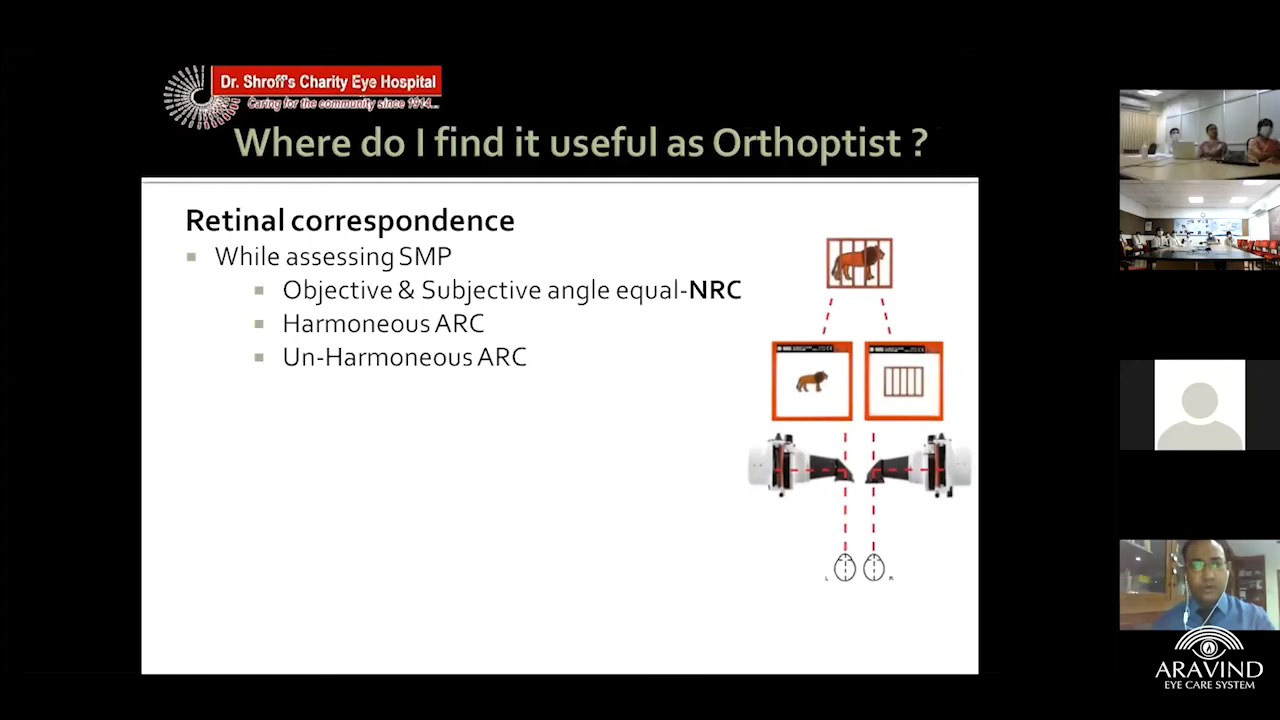 Dr. Shroff's Charity Eye Hospital
Caring for the community since 1914...
Where do I find it useful as Orthoptist ?
Retinal correspondence
While assessing SMP
Objective & Subjective angle equal-NRC
Harmoneous ARC
Un-Harmoneous ARC
L
R
ARAVIND
EYE CARE SYSTEM